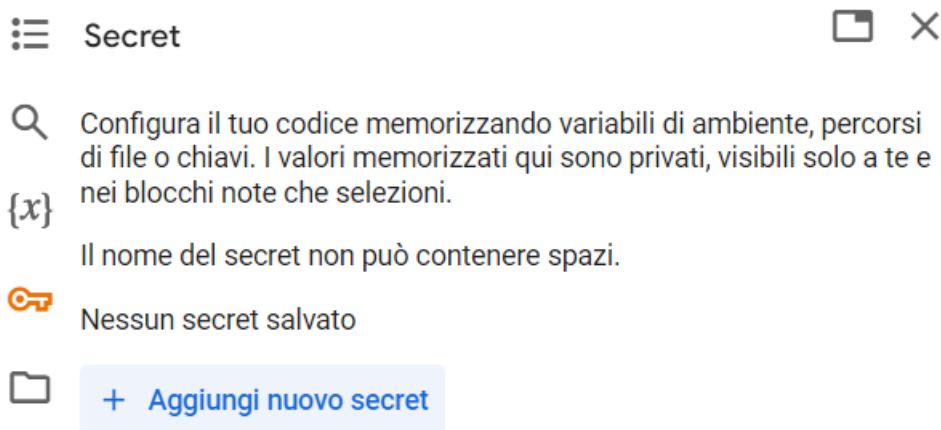 Secret
Configura il tuo codice memorizzando variabili di ambiente, percorsi
di file o chiavi. I valori memorizzati qui sono privati, visibili solo a te e
nei blocchi note che selezioni.
{x}
Il nome del secret non può contenere spazi.
Nessun secret salvato
+ Aggiungi nuovo secret